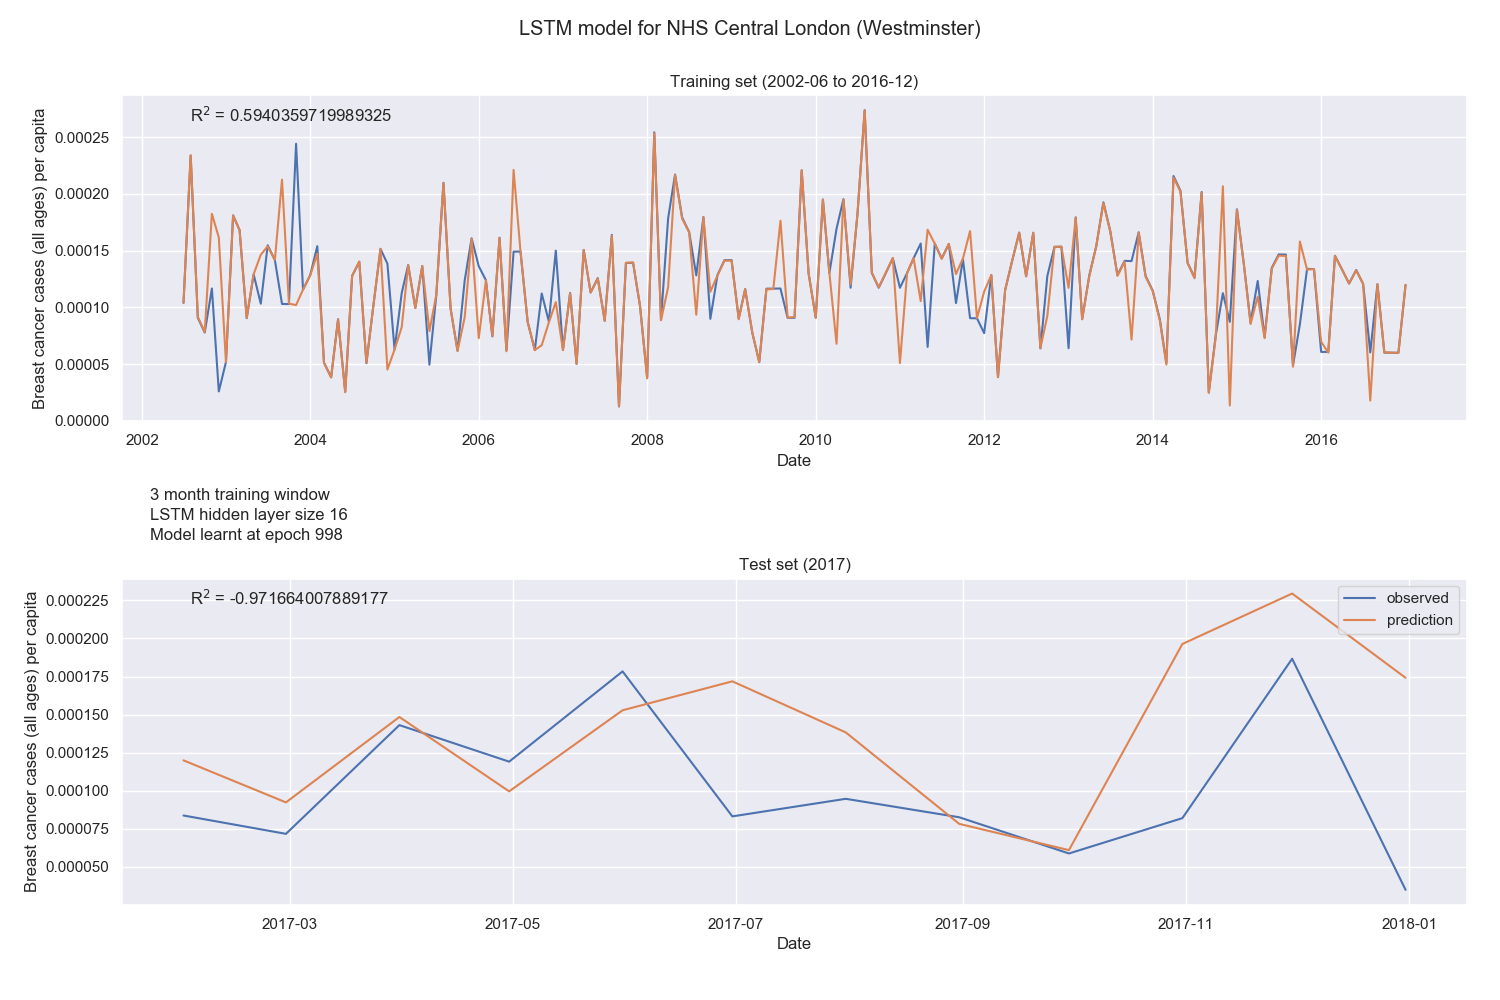 LSTM model for NHS Central London (Westminster)
Training set (2002-06 to 2016-12)
R² = 0.5940359719989325
Breast cancer cases (all ages) per capita
0.00025
0.00020
0.00015
0.00010
0.00005
0.00000
2002 2004 2006 2008 2010 2012 2014 2016
Date
3 month training window
LSTM hidden layer size 16
Model learnt at epoch 998
Test set (2017)
R² = -0.971664007889177
observed
prediction
Breast cancer cases (all ages) per capita
0.000225
0.000200
0.000175
0.000150
0.000125
0.000100
0.000075
0.000050
2017-03 2017-05 2017-07 2017-09 2017-11 2018-01
Date